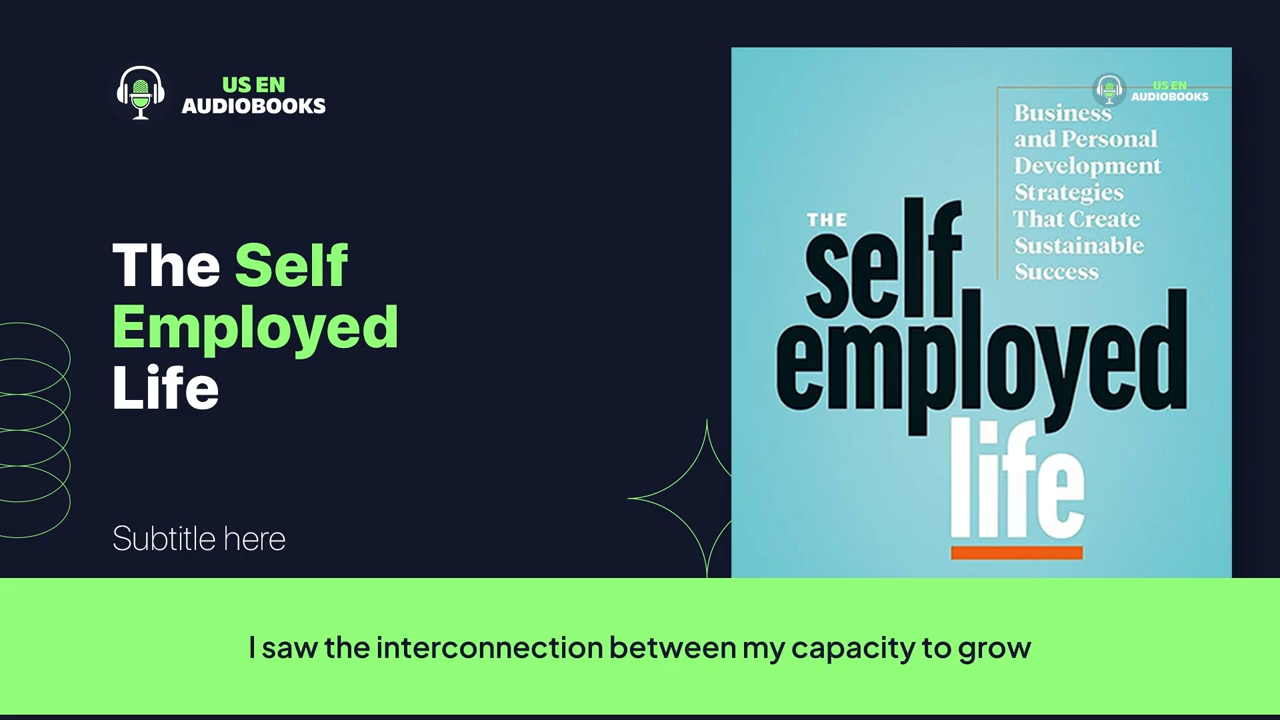 US EN
AUDIOBOOKS
The Self
Employed
Life
Subtitle here
US EN
AUDIOBOOKS
Business
and Personal
Development
Strategies
That Create
Sustainable
Success
THE
self
employed
life
I saw the interconnection between my capacity to grow